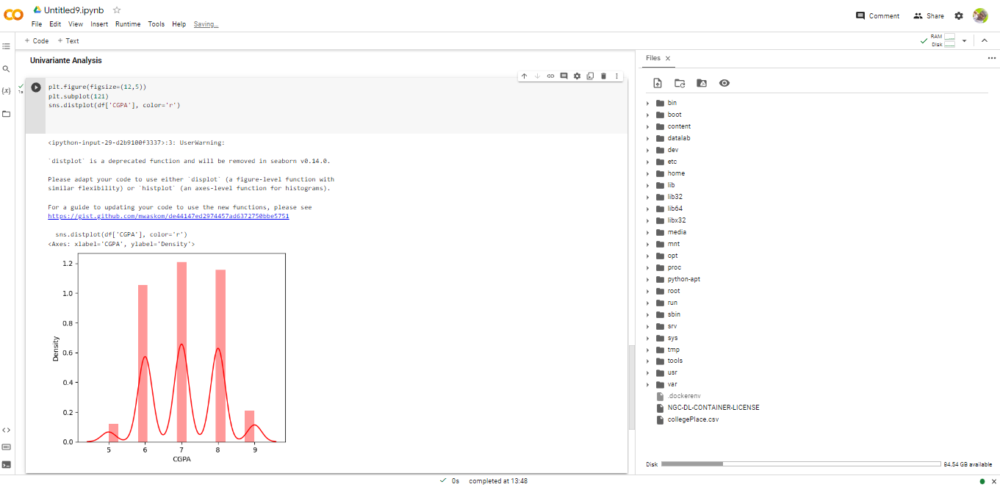 CO
Untitled9.ipynb
File Edit View Insert Runtime Tools Help Saving...
Comment
Share
+ Code + Text
RAM
Disk
Univariante Analysis
{x}
1s
plt.figure(figsize=(12,5))
plt.subplot(121)
sns.distplot(df['CGPA'], color='r')
<ipython-input-29-d2b9100f3337>:3: UserWarning:
`distplot` is a deprecated function and will be removed in seaborn v0.14.0.
Please adapt your code to use either `displot` (a figure-level function with
similar flexibility) or `histplot` (an axes-level function for histograms).
For a guide to updating your code to use the new functions, please see
https://gist.github.com/mwaskom/de44147ed2974457ad6372750bbe5751
sns.distplot(df['CGPA'], color='r')
<Axes: xlabel='CGPA', ylabel='Density'>
1.2
1.0
0.8
0.6
0.4
0.2
0.0
Density
5 6 7 8 9
CGPA
Files
bin
boot
content
datalab
dev
etc
home
lib
lib32
lib64
libx32
media
mnt
opt
proc
python-apt
root
run
sbin
srv
sys
tmp
tools
usr
var
.dockerenv
NGC-DL-CONTAINER-LICENSE
collegePlace.csv
Disk
84.54 GB available
0s completed at 13:48